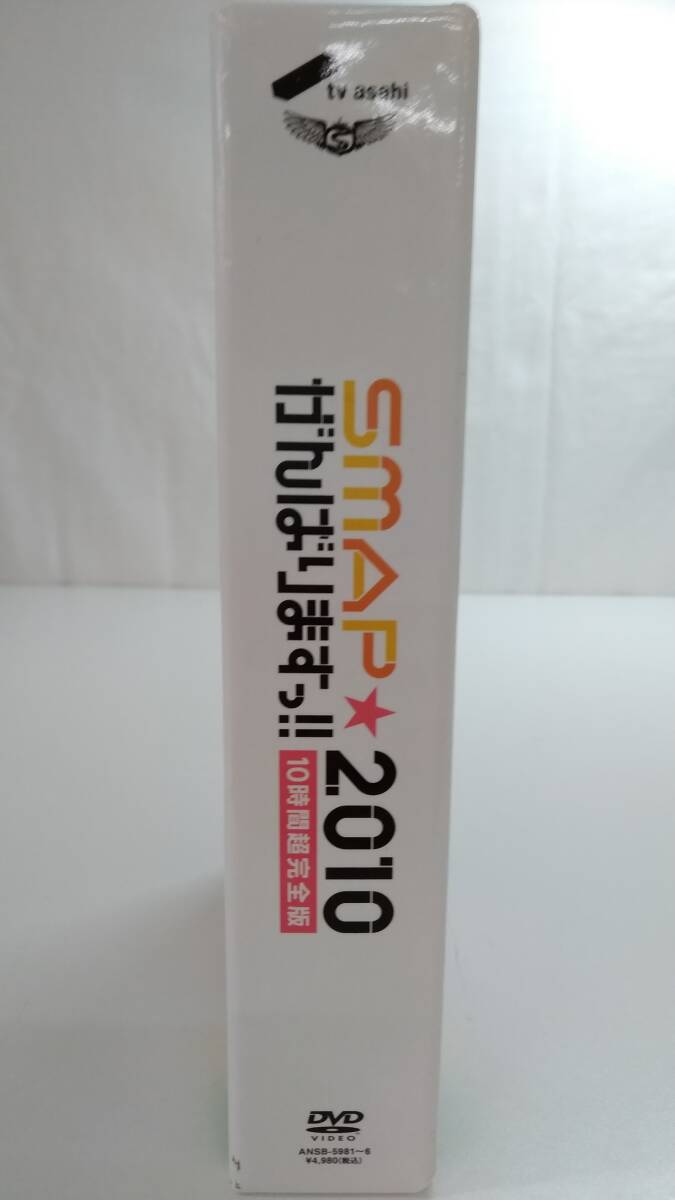 tv asahi
S
SMAP★
がんばりますっ!!
2010
10時間超完全版
DVD
VIDEO
ANSB-5981～6
¥4,980(税込)